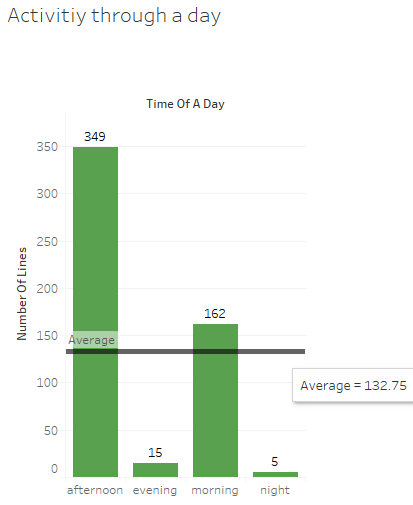 Activitiy through a day
Time Of A Day
Number Of Lines
350
300
250
200
150
100
50
0
349
15
162
5
Average
Average = 132.75
afternoon evening morning night